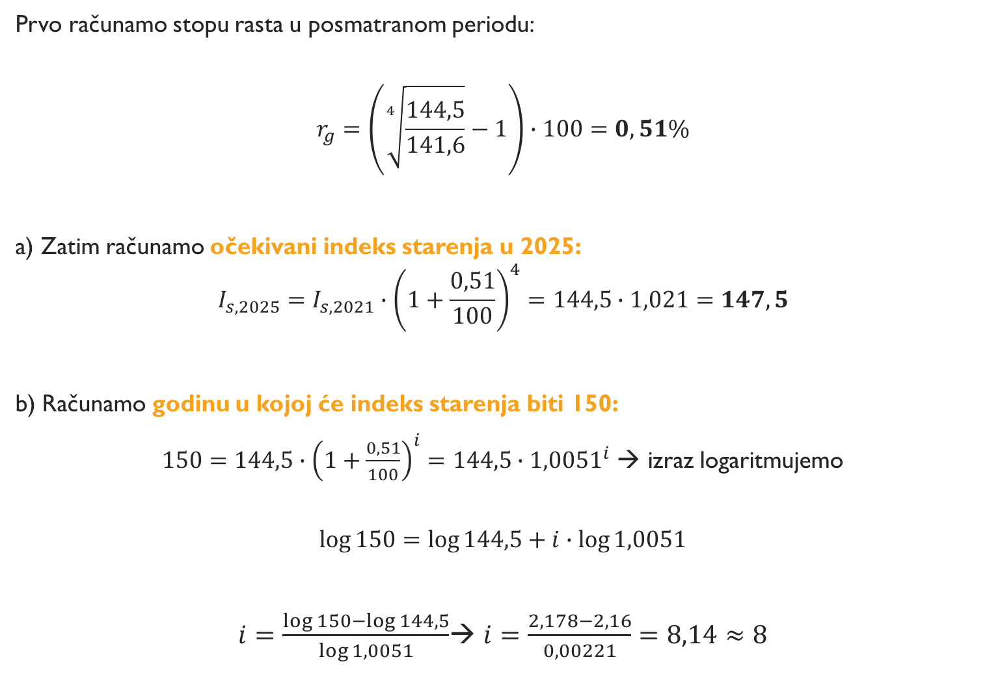 Prvo računamo stopu rasta u posmatranom periodu:
r_g = (⁴√(144,5/141,6) − 1) · 100 = 0,51%
a) Zatim računamo očekivani indeks starenja u 2025:
I_{s,2025} = I_{s,2021} · (1 + 0,51/100)⁴ = 144,5 · 1,021 = 147,5
b) Računamo godinu u kojoj će indeks starenja biti 150:
150 = 144,5 · (1 + 0,51/100)^i = 144,5 · 1,0051^i → izraz logaritmujemo
log 150 = log 144,5 + i · log 1,0051
i = (log 150−log 144,5)/(log 1,0051) → i = (2,178−2,16)/(0,00221) = 8,14 ≈ 8